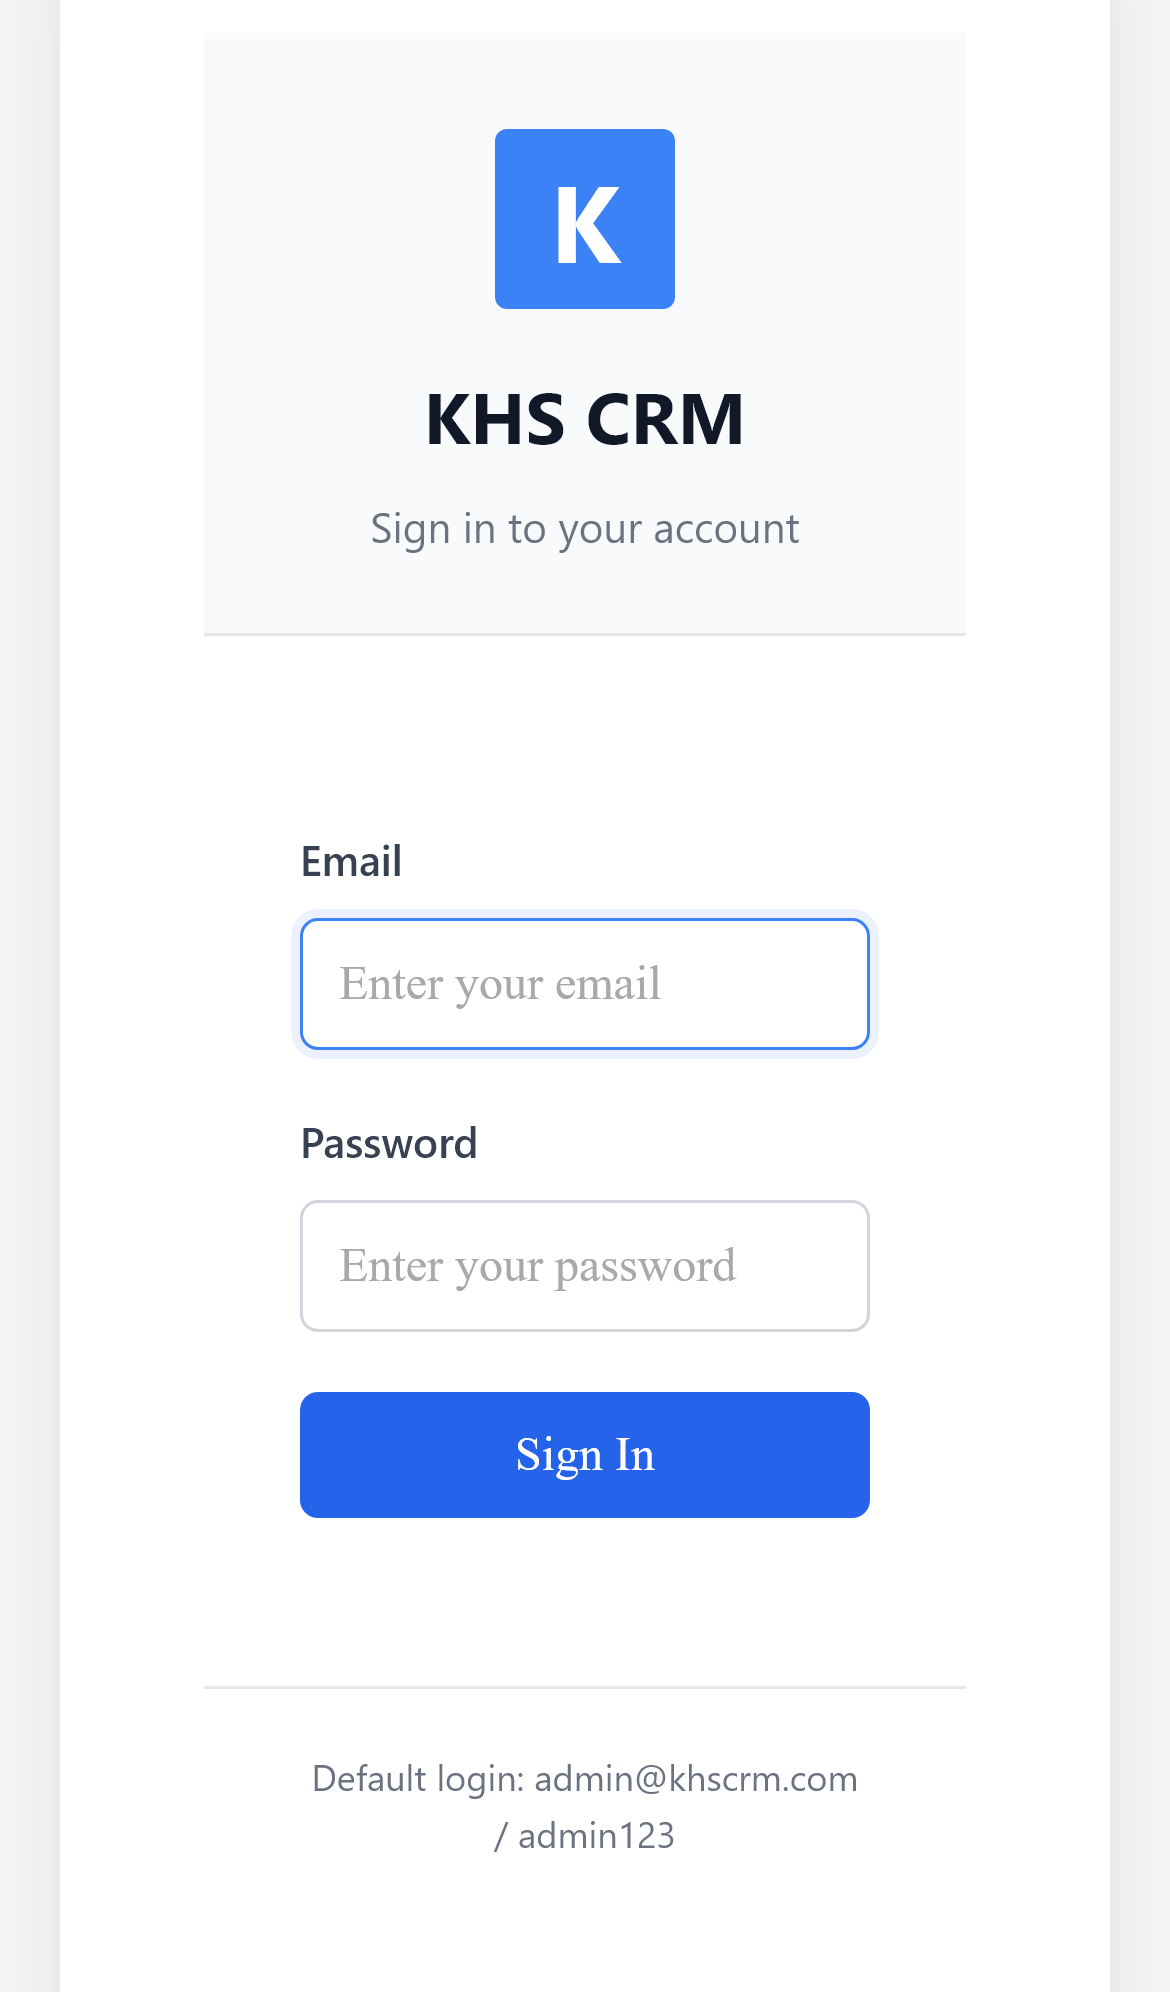 K
KHS CRM
Sign in to your account
Email
Enter your email
Password
Enter your password
Sign In
Default login: admin@khscrm.com
/ admin123